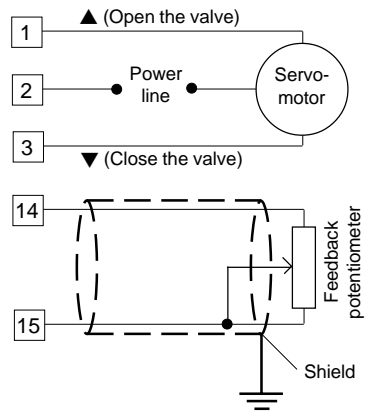 ▲ (Open the valve)
1
Power
line
Servo-
motor
2
3
▼ (Close the valve)
14
Feedback
potentiometer
15
Shield